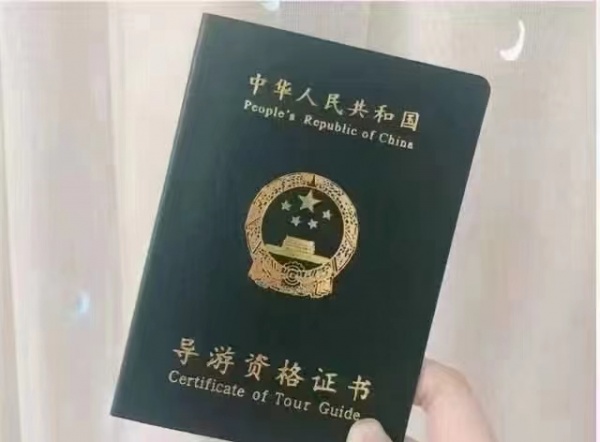 中华人民共和国
People's Republic of China
导游资格证书
Certificate of Tour Guide